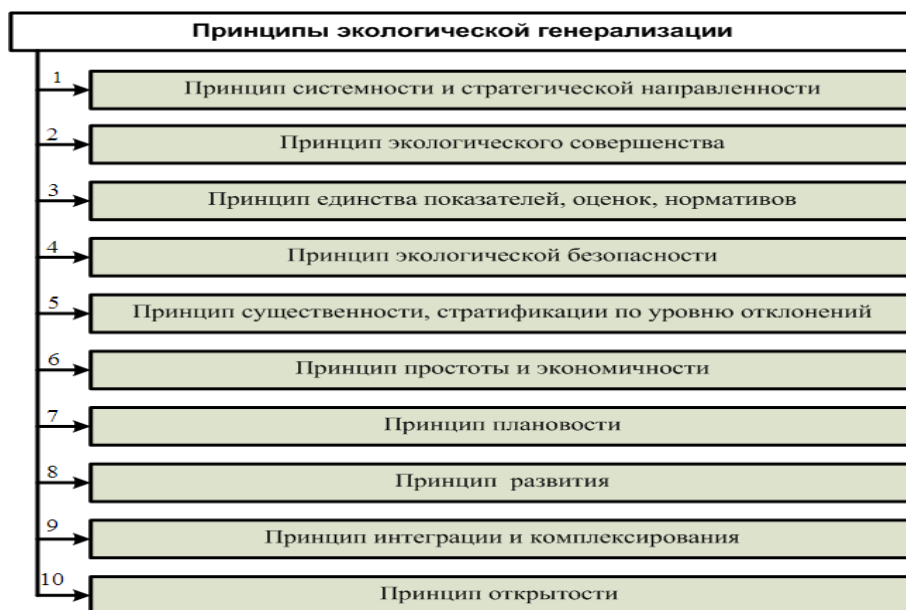 Принципы экологической генерализации
1
Принцип системности и стратегической направленности
2
Принцип экологического совершенства
3
Принцип единства показателей, оценок, нормативов
4
Принцип экологической безопасности
5
Принцип существенности, стратификации по уровню отклонений
6
Принцип простоты и экономичности
7
Принцип плановости
8
Принцип развития
9
Принцип интеграции и комплексирования
10
Принцип открытости